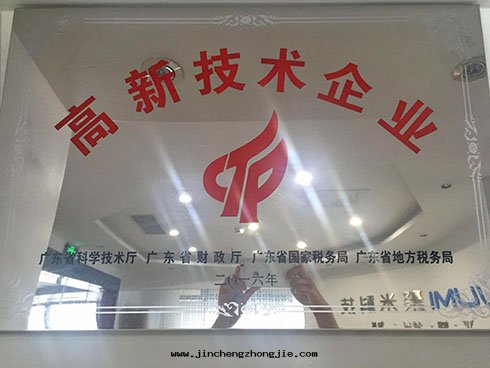 高新技术企业
广东省科学技术厅 广东省财政厅 广东省国家税务局 广东省地方税务局
二〇一六年
www.jinchengzhongjie.com